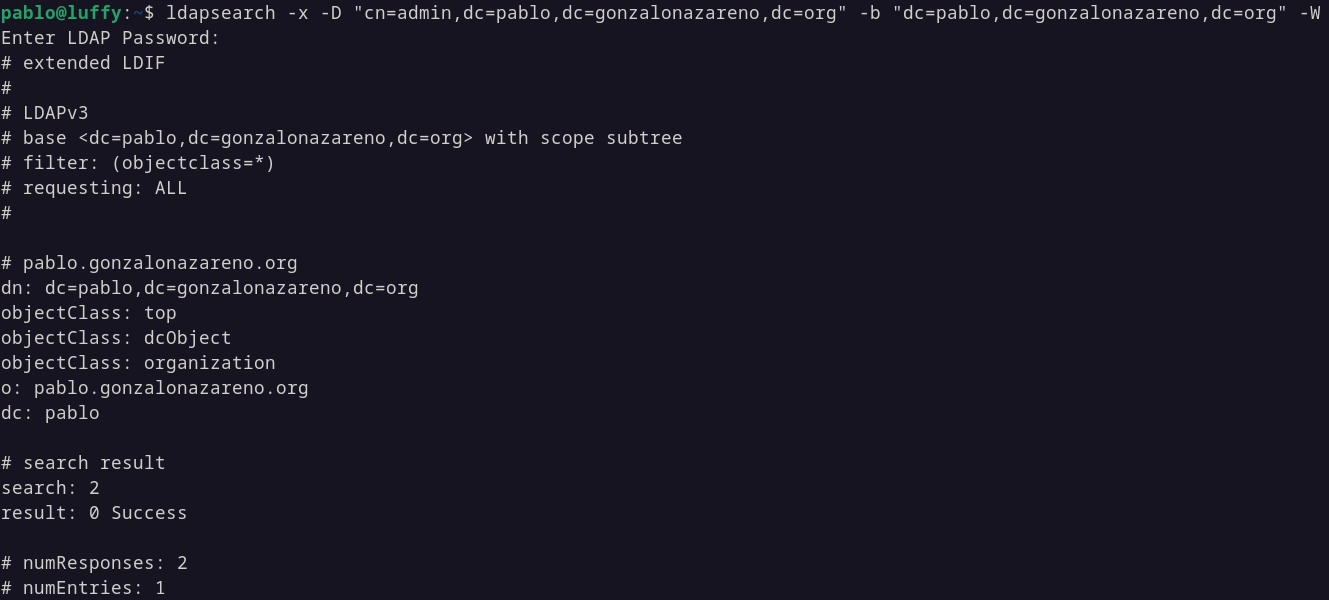 pablo@luffy:~$ ldapsearch -x -D "cn=admin,dc=pablo,dc=gonzalonazareno,dc=org" -b "dc=pablo,dc=gonzalonazareno,dc=org" -W
Enter LDAP Password:
# extended LDIF
#
# LDAPv3
# base <dc=pablo,dc=gonzalonazareno,dc=org> with scope subtree
# filter: (objectclass=*)
# requesting: ALL
#

# pablo.gonzalonazareno.org
dn: dc=pablo,dc=gonzalonazareno,dc=org
objectClass: top
objectClass: dcObject
objectClass: organization
o: pablo.gonzalonazareno.org
dc: pablo

# search result
search: 2
result: 0 Success

# numResponses: 2
# numEntries: 1